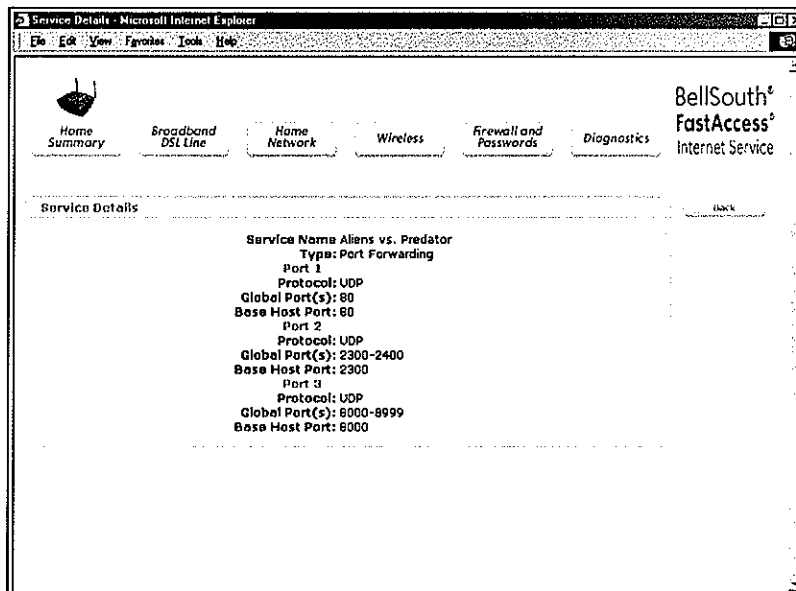 Service Details - Microsoft Internet Explorer
File Edit View Favorites Tools Help
BellSouth®
FastAccess®
Internet Service
Home Summary
Broadband DSL Line
Home Network
Wireless
Firewall and Passwords
Diagnostics
Service Details
Back
Service Name Aliens vs. Predator
Type: Port Forwarding
Port 1
Protocol: UDP
Global Port(s): 80
Base Host Port: 80
Port 2
Protocol: UDP
Global Port(s): 2300-2400
Base Host Port: 2300
Port 3
Protocol: UDP
Global Port(s): 8000-8999
Base Host Port: 8000